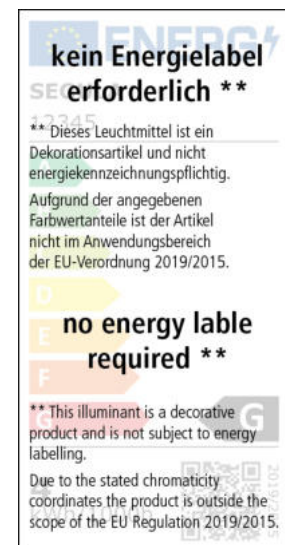 ENERG
kein Energielabel
erforderlich **
12345
** Dieses Leuchtmittel ist ein
Dekorationsartikel und nicht
energiekennzeichnungspflichtig.
Aufgrund der angegebenen
Farbwertanteile ist der Artikel
nicht im Anwendungsbereich
der EU-Verordnung 2019/2015.
D
E
no energy lable
required **
F
G
** This illuminant is a decorative
product and is not subject to energy
labelling.
Due to the stated chromaticity
coordinates the product is outside the
scope of the EU Regulation 2019/2015.